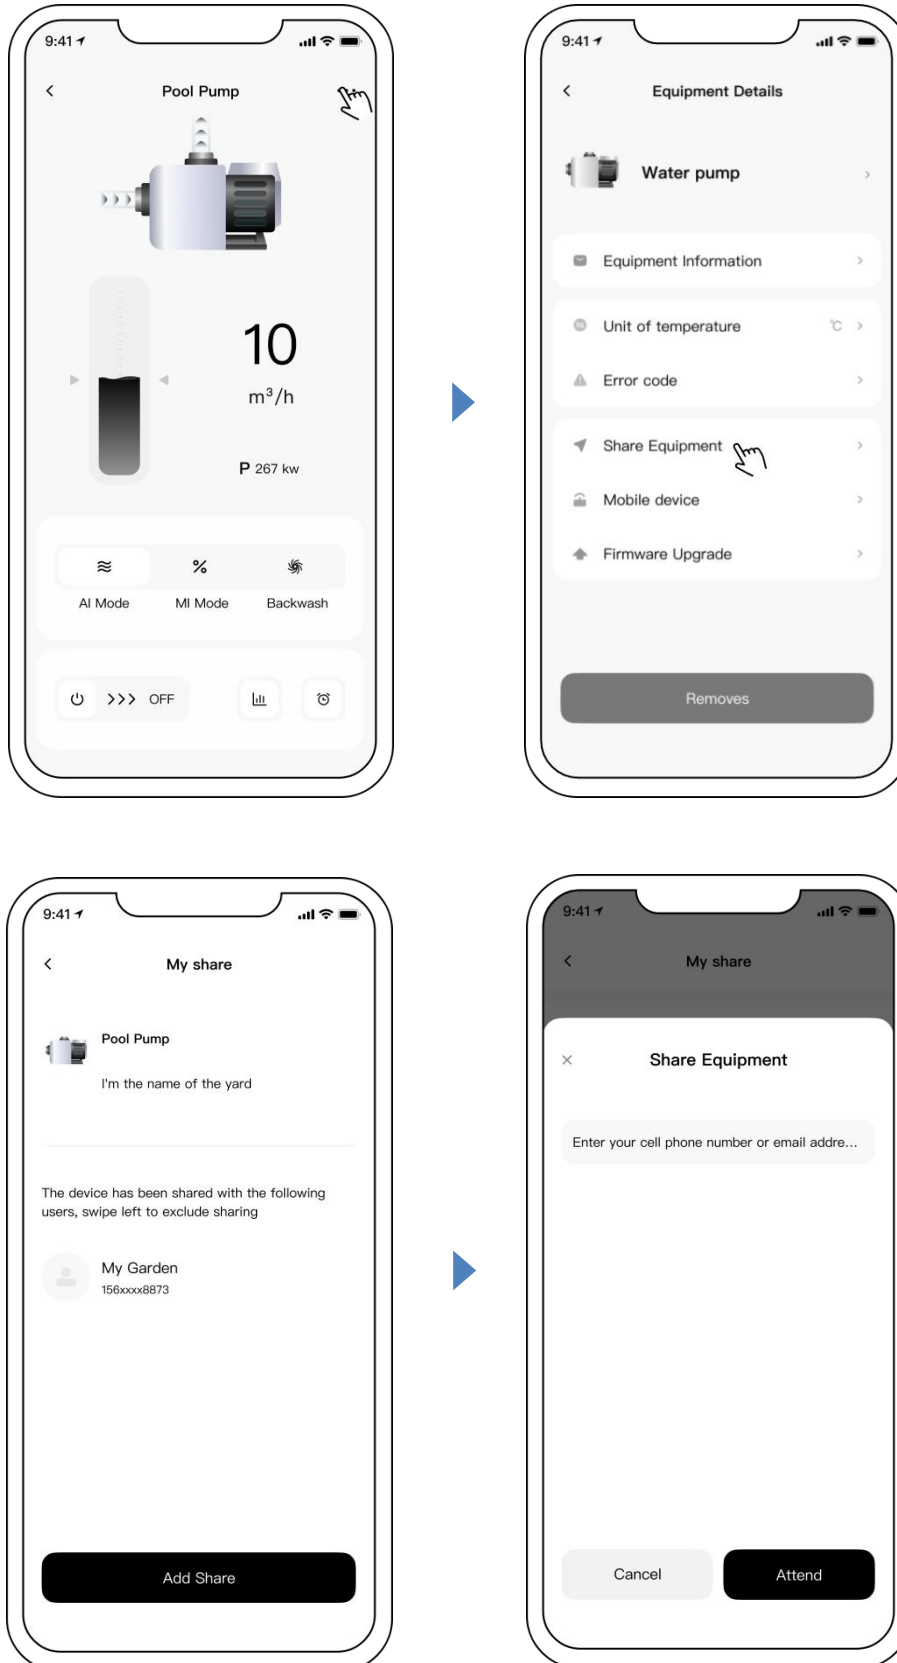 9:41
Pool Pump
10
m³/h
P 267 kw
AI Mode
MI Mode
Backwash
>>> OFF
9:41
Equipment Details
Water pump
Equipment Information
Unit of temperature
°C
Error code
Share Equipment
Mobile device
Firmware Upgrade
Removes
9:41
My share
Pool Pump
I'm the name of the yard
The device has been shared with the following
users, swipe left to exclude sharing
My Garden
156xxxx8873
Add Share
9:41
My share
Share Equipment
Enter your cell phone number or email addre...
Cancel
Attend